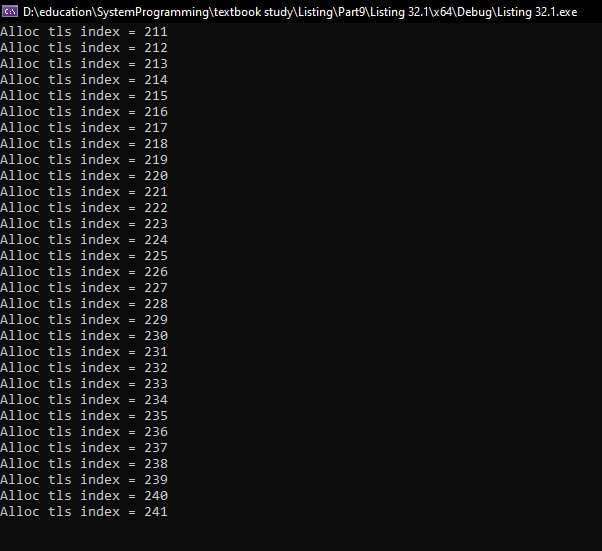 D:\education\SystemProgramming\textbook study\Listing\Part9\Listing 32.1\x64\Debug\Listing 32.1.exe
Alloc tls index = 211
Alloc tls index = 212
Alloc tls index = 213
Alloc tls index = 214
Alloc tls index = 215
Alloc tls index = 216
Alloc tls index = 217
Alloc tls index = 218
Alloc tls index = 219
Alloc tls index = 220
Alloc tls index = 221
Alloc tls index = 222
Alloc tls index = 223
Alloc tls index = 224
Alloc tls index = 225
Alloc tls index = 226
Alloc tls index = 227
Alloc tls index = 228
Alloc tls index = 229
Alloc tls index = 230
Alloc tls index = 231
Alloc tls index = 232
Alloc tls index = 233
Alloc tls index = 234
Alloc tls index = 235
Alloc tls index = 236
Alloc tls index = 237
Alloc tls index = 238
Alloc tls index = 239
Alloc tls index = 240
Alloc tls index = 241